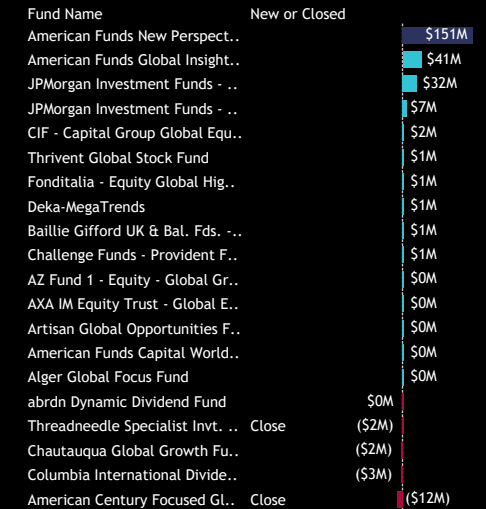 Fund Name New or Closed
American Funds New Perspect.. $151M
American Funds Global Insight.. $41M
JPMorgan Investment Funds - .. $32M
JPMorgan Investment Funds - .. $7M
CIF - Capital Group Global Equ.. $2M
Thrivent Global Stock Fund $1M
Fonditalia - Equity Global Hig.. $1M
Deka-MegaTrends $1M
Baillie Gifford UK & Bal. Fds. -.. $1M
Challenge Funds - Provident F.. $1M
AZ Fund 1 - Equity - Global Gr.. $0M
AXA IM Equity Trust - Global E.. $0M
Artisan Global Opportunities F.. $0M
American Funds Capital World.. $0M
Alger Global Focus Fund $0M
abrdn Dynamic Dividend Fund $0M
Threadneedle Specialist Invt. .. Close ($2M)
Chautauqua Global Growth Fu.. ($2M)
Columbia International Divide.. ($3M)
American Century Focused Gl.. Close ($12M)